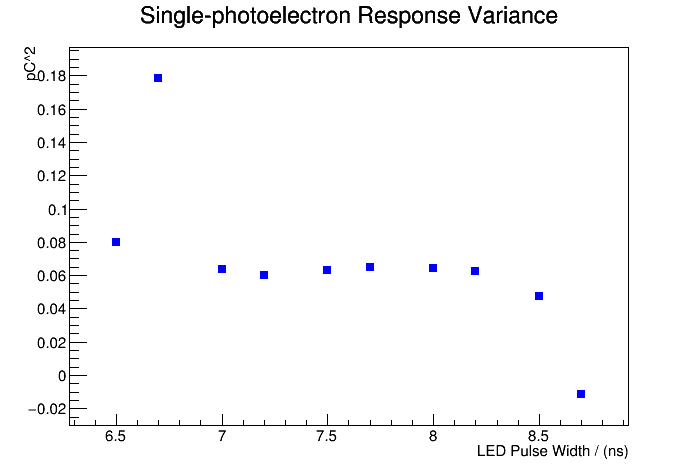 Single-photoelectron Response Variance
pC^2
0.18
0.16
0.14
0.12
0.1
0.08
0.06
0.04
0.02
0
−0.02
6.5 7 7.5 8 8.5
LED Pulse Width / (ns)